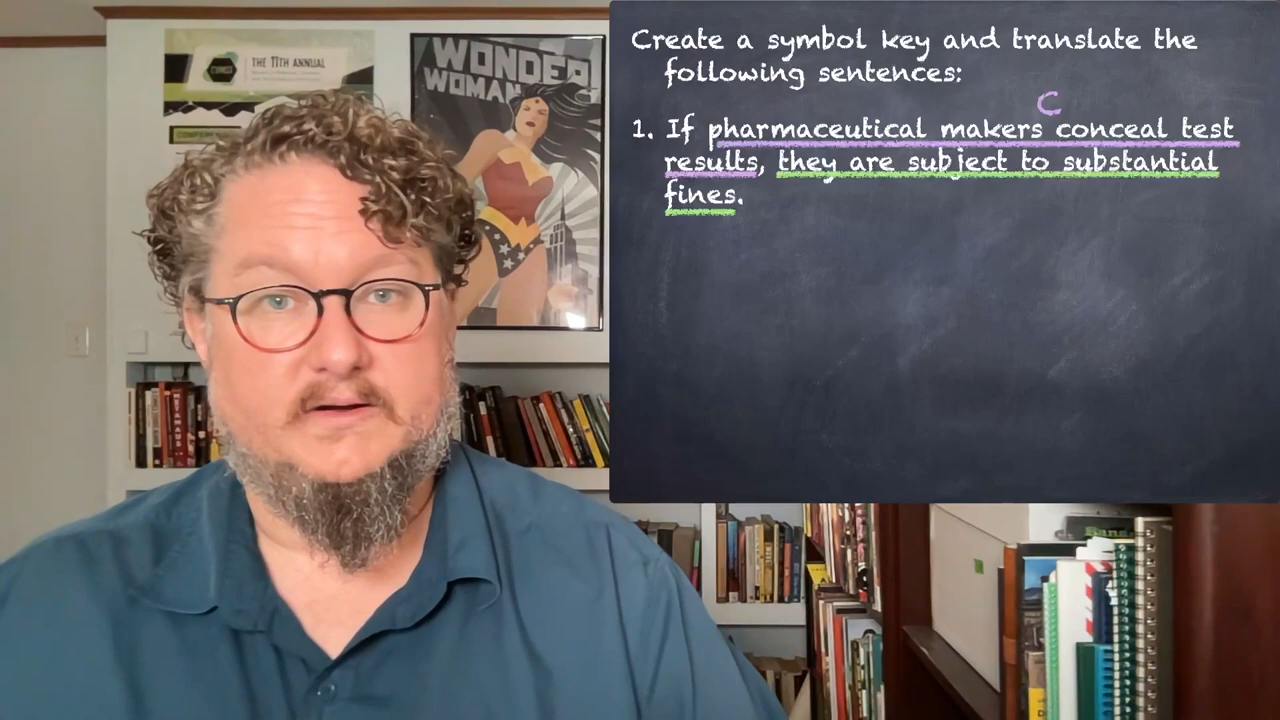 THE 11TH ANNUAL
WONDER
WOMAN
Create a symbol key and translate the
following sentences:
C
1. If pharmaceutical makers conceal test
results, they are subject to substantial
fines.
METAMAUS